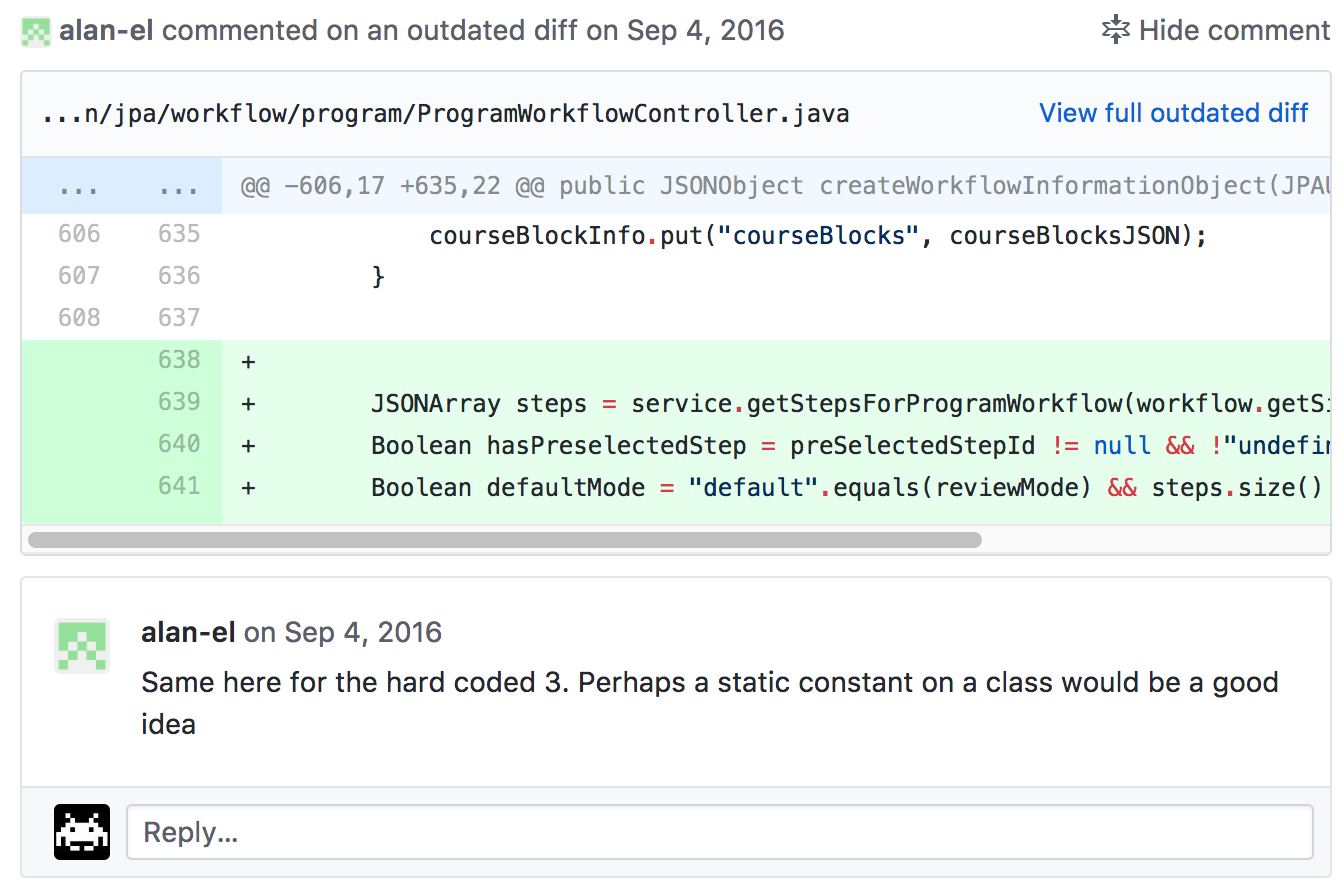 alan-el commented on an outdated diff on Sep 4, 2016 Hide comment
...n/jpa/workflow/program/ProgramWorkflowController.java View full outdated diff
... ... @@ -606,17 +635,22 @@ public JSONObject createWorkflowInformationObject(JPAU
606 635 courseBlockInfo.put("courseBlocks", courseBlocksJSON);
607 636 }
608 637
638 +
639 + JSONArray steps = service.getStepsForProgramWorkflow(workflow.getSi
640 + Boolean hasPreselectedStep = preSelectedStepId != null && !"undefin
641 + Boolean defaultMode = "default".equals(reviewMode) && steps.size()
alan-el on Sep 4, 2016
Same here for the hard coded 3. Perhaps a static constant on a class would be a good
idea
Reply...